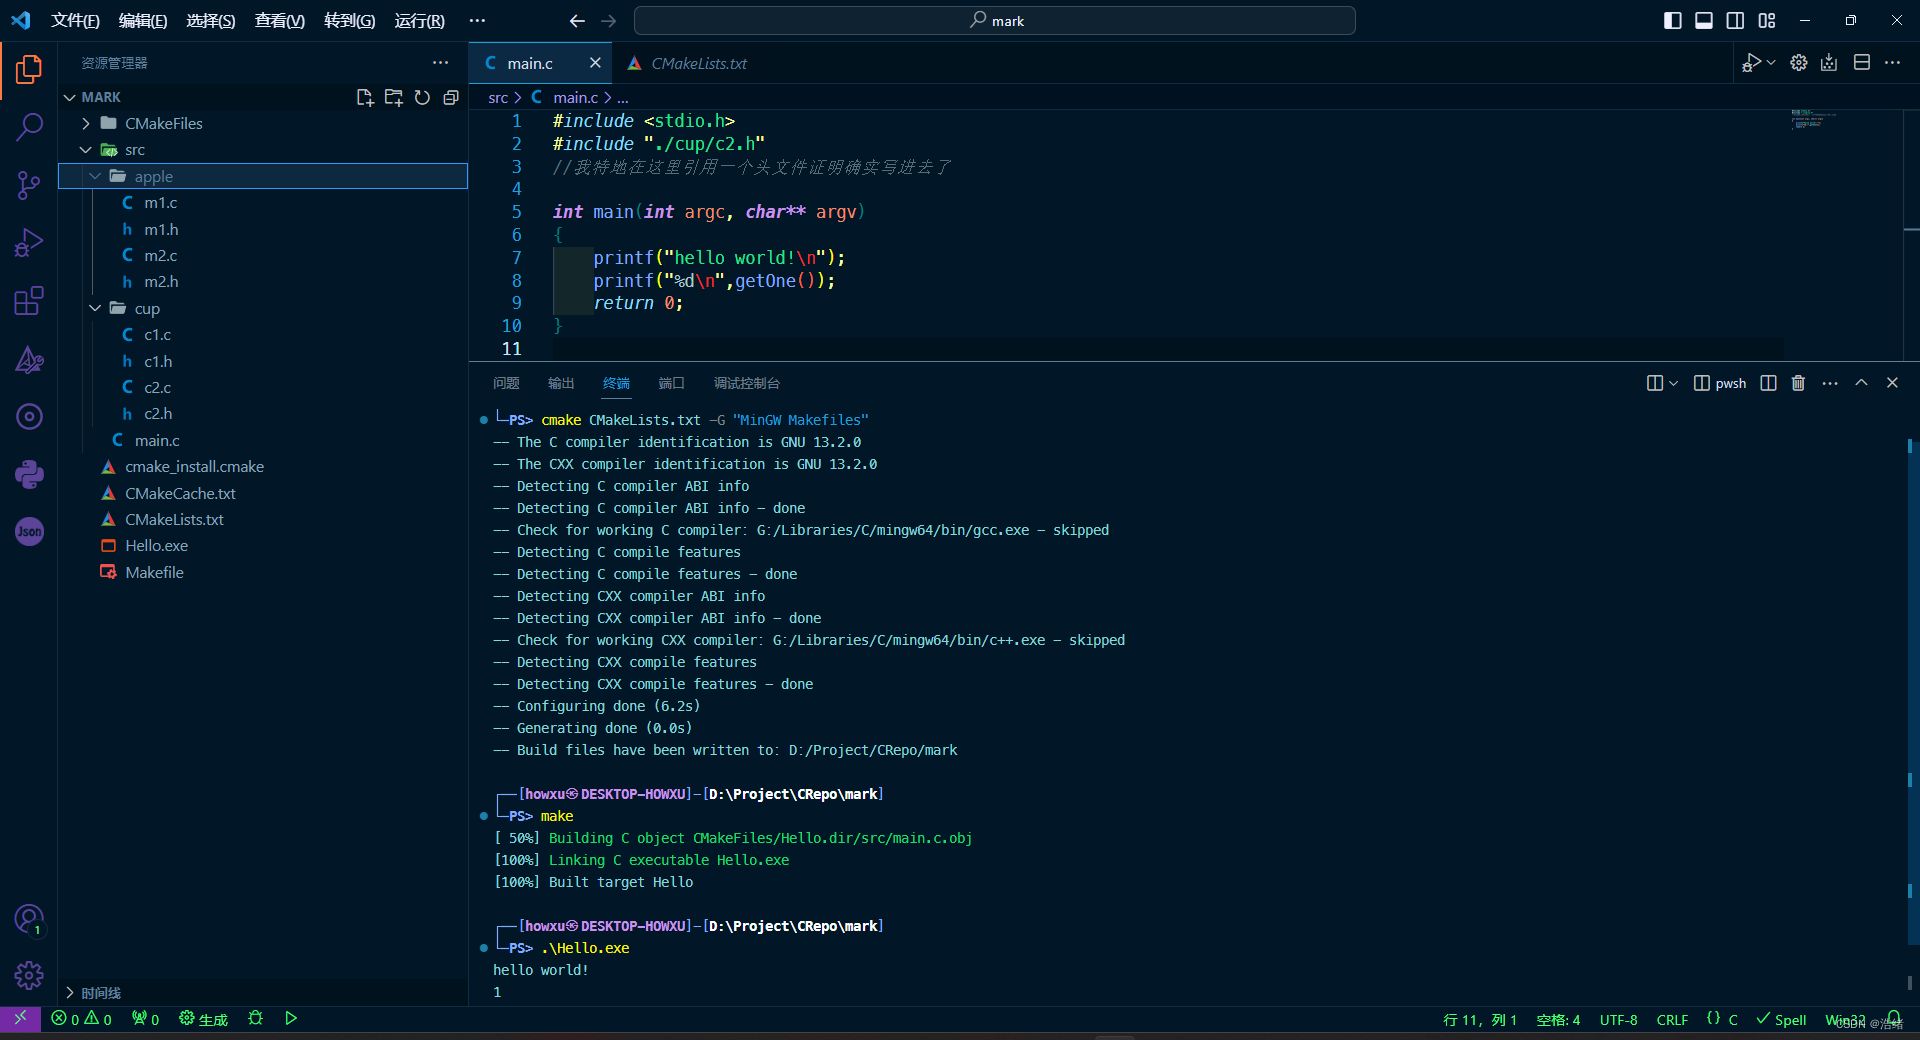 文件(F) 编辑(E) 选择(S) 查看(V) 转到(G) 运行(R) ··· mark
资源管理器 ···
MARK
CMakeFiles
src
apple
m1.c
m1.h
m2.c
m2.h
cup
c1.c
c1.h
c2.c
c2.h
main.c
cmake_install.cmake
CMakeCache.txt
CMakeLists.txt
Hello.exe
Makefile
时间线
Json
1
main.c CMakeLists.txt
src > C main.c > ...
1 #include <stdio.h>
2 #include "./cup/c2.h"
3 //我特地在这里引用一个头文件证明确实写进去了
4
5 int main(int argc, char** argv)
6 {
7 printf("hello world!\n");
8 printf("%d\n",getOne());
9 return 0;
10 }
11
问题 输出 终端 端口 调试控制台 pwsh
└─PS> cmake CMakeLists.txt -G "MinGW Makefiles"
-- The C compiler identification is GNU 13.2.0
-- The CXX compiler identification is GNU 13.2.0
-- Detecting C compiler ABI info
-- Detecting C compiler ABI info - done
-- Check for working C compiler: G:/Libraries/C/mingw64/bin/gcc.exe - skipped
-- Detecting C compile features
-- Detecting C compile features - done
-- Detecting CXX compiler ABI info
-- Detecting CXX compiler ABI info - done
-- Check for working CXX compiler: G:/Libraries/C/mingw64/bin/c++.exe - skipped
-- Detecting CXX compile features
-- Detecting CXX compile features - done
-- Configuring done (6.2s)
-- Generating done (0.0s)
-- Build files have been written to: D:/Project/CRepo/mark
┌──[howxu㉿DESKTOP-HOWXU]-[D:\Project\CRepo\mark]
└─PS> make
[ 50%] Building C object CMakeFiles/Hello.dir/src/main.c.obj
[100%] Linking C executable Hello.exe
[100%] Built target Hello
┌──[howxu㉿DESKTOP-HOWXU]-[D:\Project\CRepo\mark]
└─PS> .\Hello.exe
hello world!
1
0 0 0 生成 行 11, 列 1 空格: 4 UTF-8 CRLF {} C Spell Win32
CSDN @浩绪